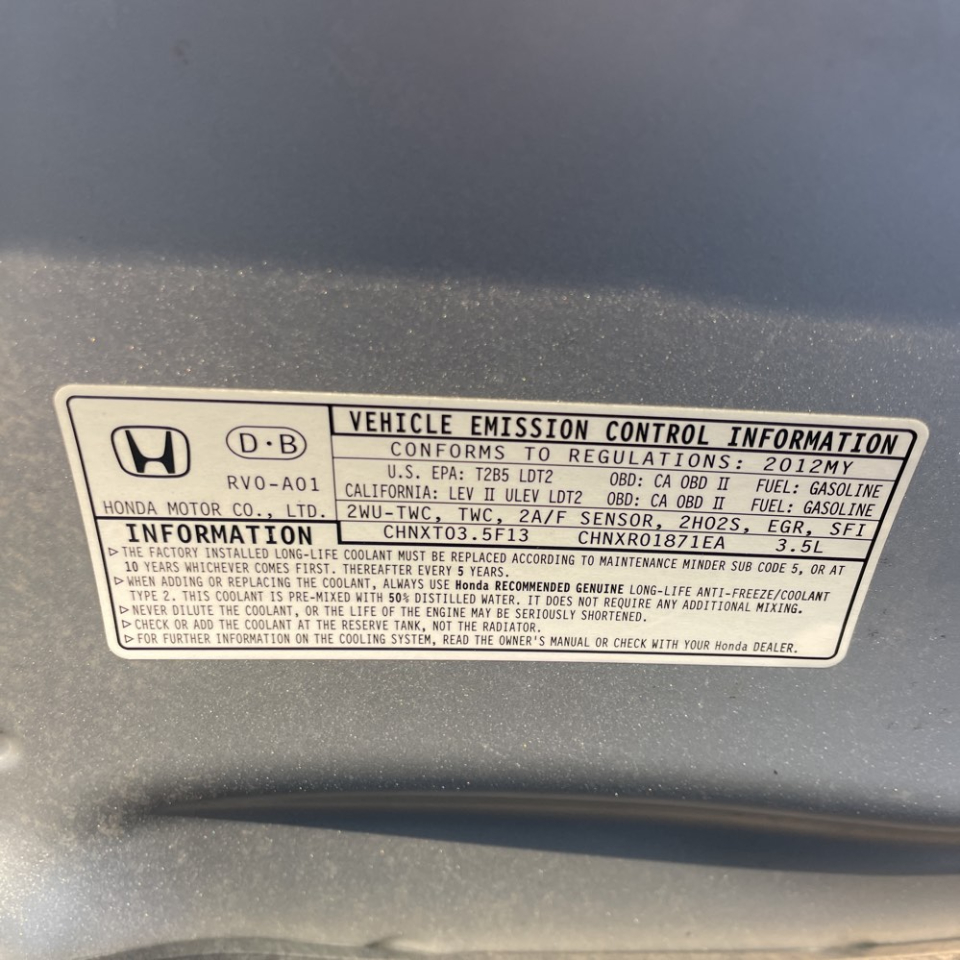 D·B
RV0-A01
HONDA MOTOR CO., LTD.
VEHICLE EMISSION CONTROL INFORMATION
CONFORMS TO REGULATIONS: 2012MY
U.S. EPA: T2B5 LDT2 OBD: CA OBD II FUEL: GASOLINE
CALIFORNIA: LEV II ULEV LDT2 OBD: CA OBD II FUEL: GASOLINE
2WU-TWC, TWC, 2A/F SENSOR, 2HO2S, EGR, SFI
CHNXT03.5F13 CHNXR01871EA 3.5L
INFORMATION
▷THE FACTORY INSTALLED LONG-LIFE COOLANT MUST BE REPLACED ACCORDING TO MAINTENANCE MINDER SUB CODE 5, OR AT
10 YEARS WHICHEVER COMES FIRST. THEREAFTER EVERY 5 YEARS.
▷WHEN ADDING OR REPLACING THE COOLANT, ALWAYS USE Honda RECOMMENDED GENUINE LONG-LIFE ANTI-FREEZE/COOLANT
TYPE 2. THIS COOLANT IS PRE-MIXED WITH 50% DISTILLED WATER. IT DOES NOT REQUIRE ANY ADDITIONAL MIXING.
▷NEVER DILUTE THE COOLANT, OR THE LIFE OF THE ENGINE MAY BE SERIOUSLY SHORTENED.
▷CHECK OR ADD THE COOLANT AT THE RESERVE TANK, NOT THE RADIATOR.
▷FOR FURTHER INFORMATION ON THE COOLING SYSTEM, READ THE OWNER'S MANUAL OR CHECK WITH YOUR Honda DEALER.